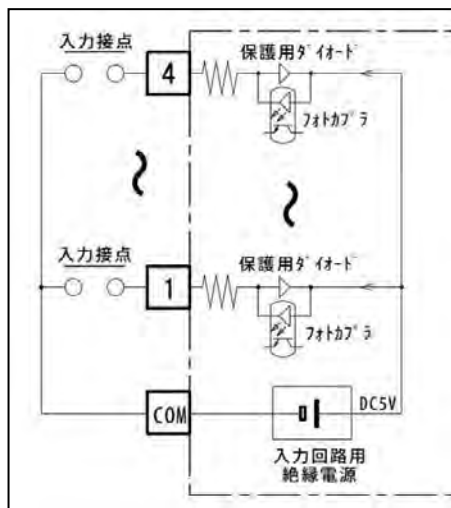 入力接点
4
保護用ダイオード
フォトカプラ
入力接点
1
保護用ダイオード
フォトカプラ
COM
DC5V
入力回路用
絶縁電源